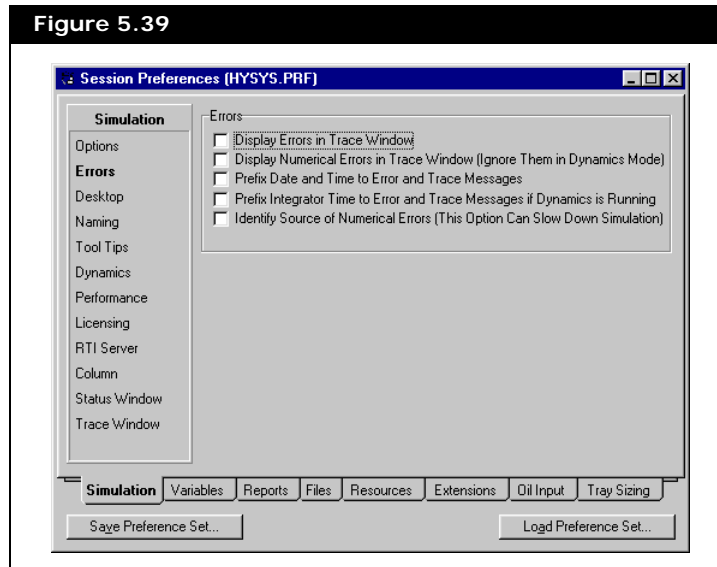 Figure 5.39
Session Preferences (HYSYS.PRF)
Simulation
Options
Errors
Desktop
Naming
Tool Tips
Dynamics
Performance
Licensing
RTI Server
Column
Status Window
Trace Window
Errors
Display Errors in Trace Window
Display Numerical Errors in Trace Window (Ignore Them in Dynamics Mode)
Prefix Date and Time to Error and Trace Messages
Prefix Integrator Time to Error and Trace Messages if Dynamics is Running
Identify Source of Numerical Errors (This Option Can Slow Down Simulation)
Simulation Variables Reports Files Resources Extensions Oil Input Tray Sizing
Save Preference Set... Load Preference Set...